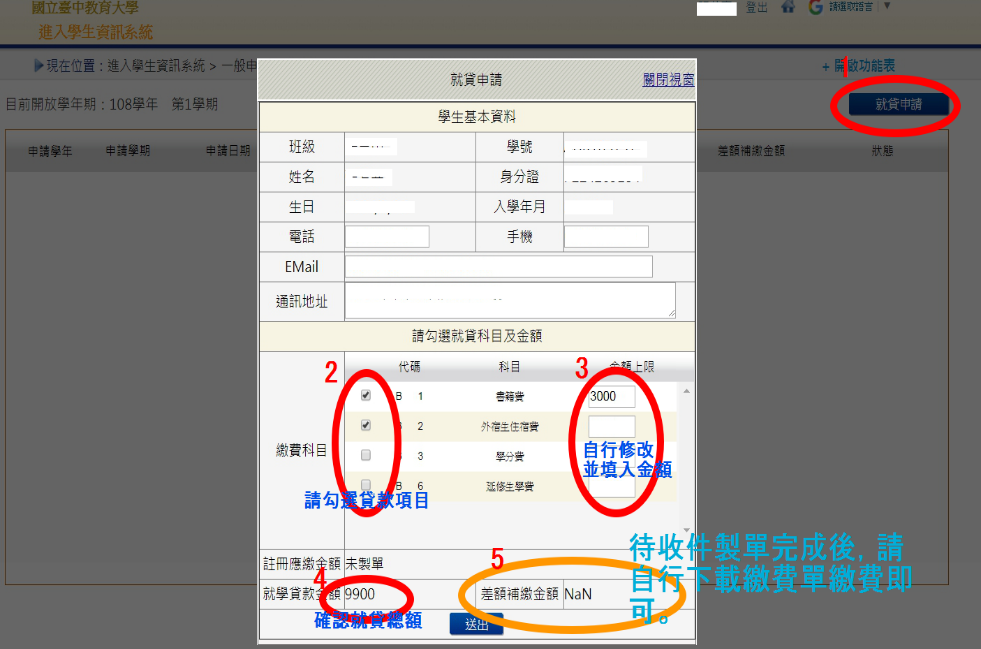 國立臺中教育大學
登出 請選取語言 ▼
進入學生資訊系統
現在位置：進入學生資訊系統 > 一般申
+ 開啟功能表
目前開放學年期：108學年 第1學期
1
就貸申請
申請學年 申請學期 申請日期 差額補繳金額 狀態
就貸申請 關閉視窗
學生基本資料
班級 學號
姓名 身分證
生日 入學年月
電話 手機
EMail
通訊地址
請勾選就貸科目及金額
2 3
代碼 科目 金額上限
繳費科目
B 1 書籍費 3000
2 外宿生住宿費
3 學分費
B 6 延修生學費
自行修改
並填入金額
請勾選貸款項目
註冊應繳金額 未製單
4 5
就學貸款金額 9900 差額補繳金額 NaN
確認就貸總額
送出
待收件製單完成後, 請
自行下載繳費單繳費即
可。